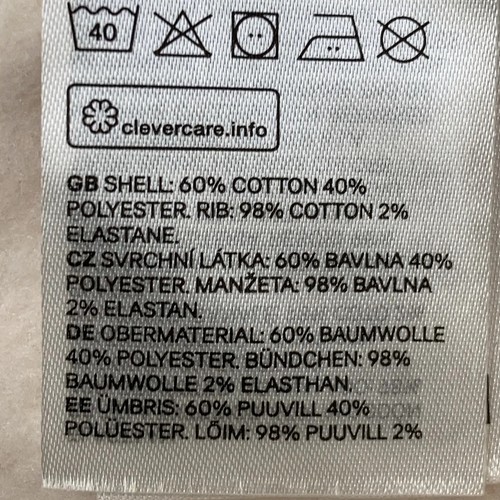 40
clevercare.info
GB SHELL: 60% COTTON 40%
POLYESTER. RIB: 98% COTTON 2%
ELASTANE.
CZ SVRCHNÍ LÁTKA: 60% BAVLNA 40%
POLYESTER. MANŽETA: 98% BAVLNA
2% ELASTAN.
DE OBERMATERIAL: 60% BAUMWOLLE
40% POLYESTER. BÜNDCHEN: 98%
BAUMWOLLE 2% ELASTHAN.
EE ÜMBRIS: 60% PUUVILL 40%
POLÜESTER. LÕIM: 98% PUUVILL 2%